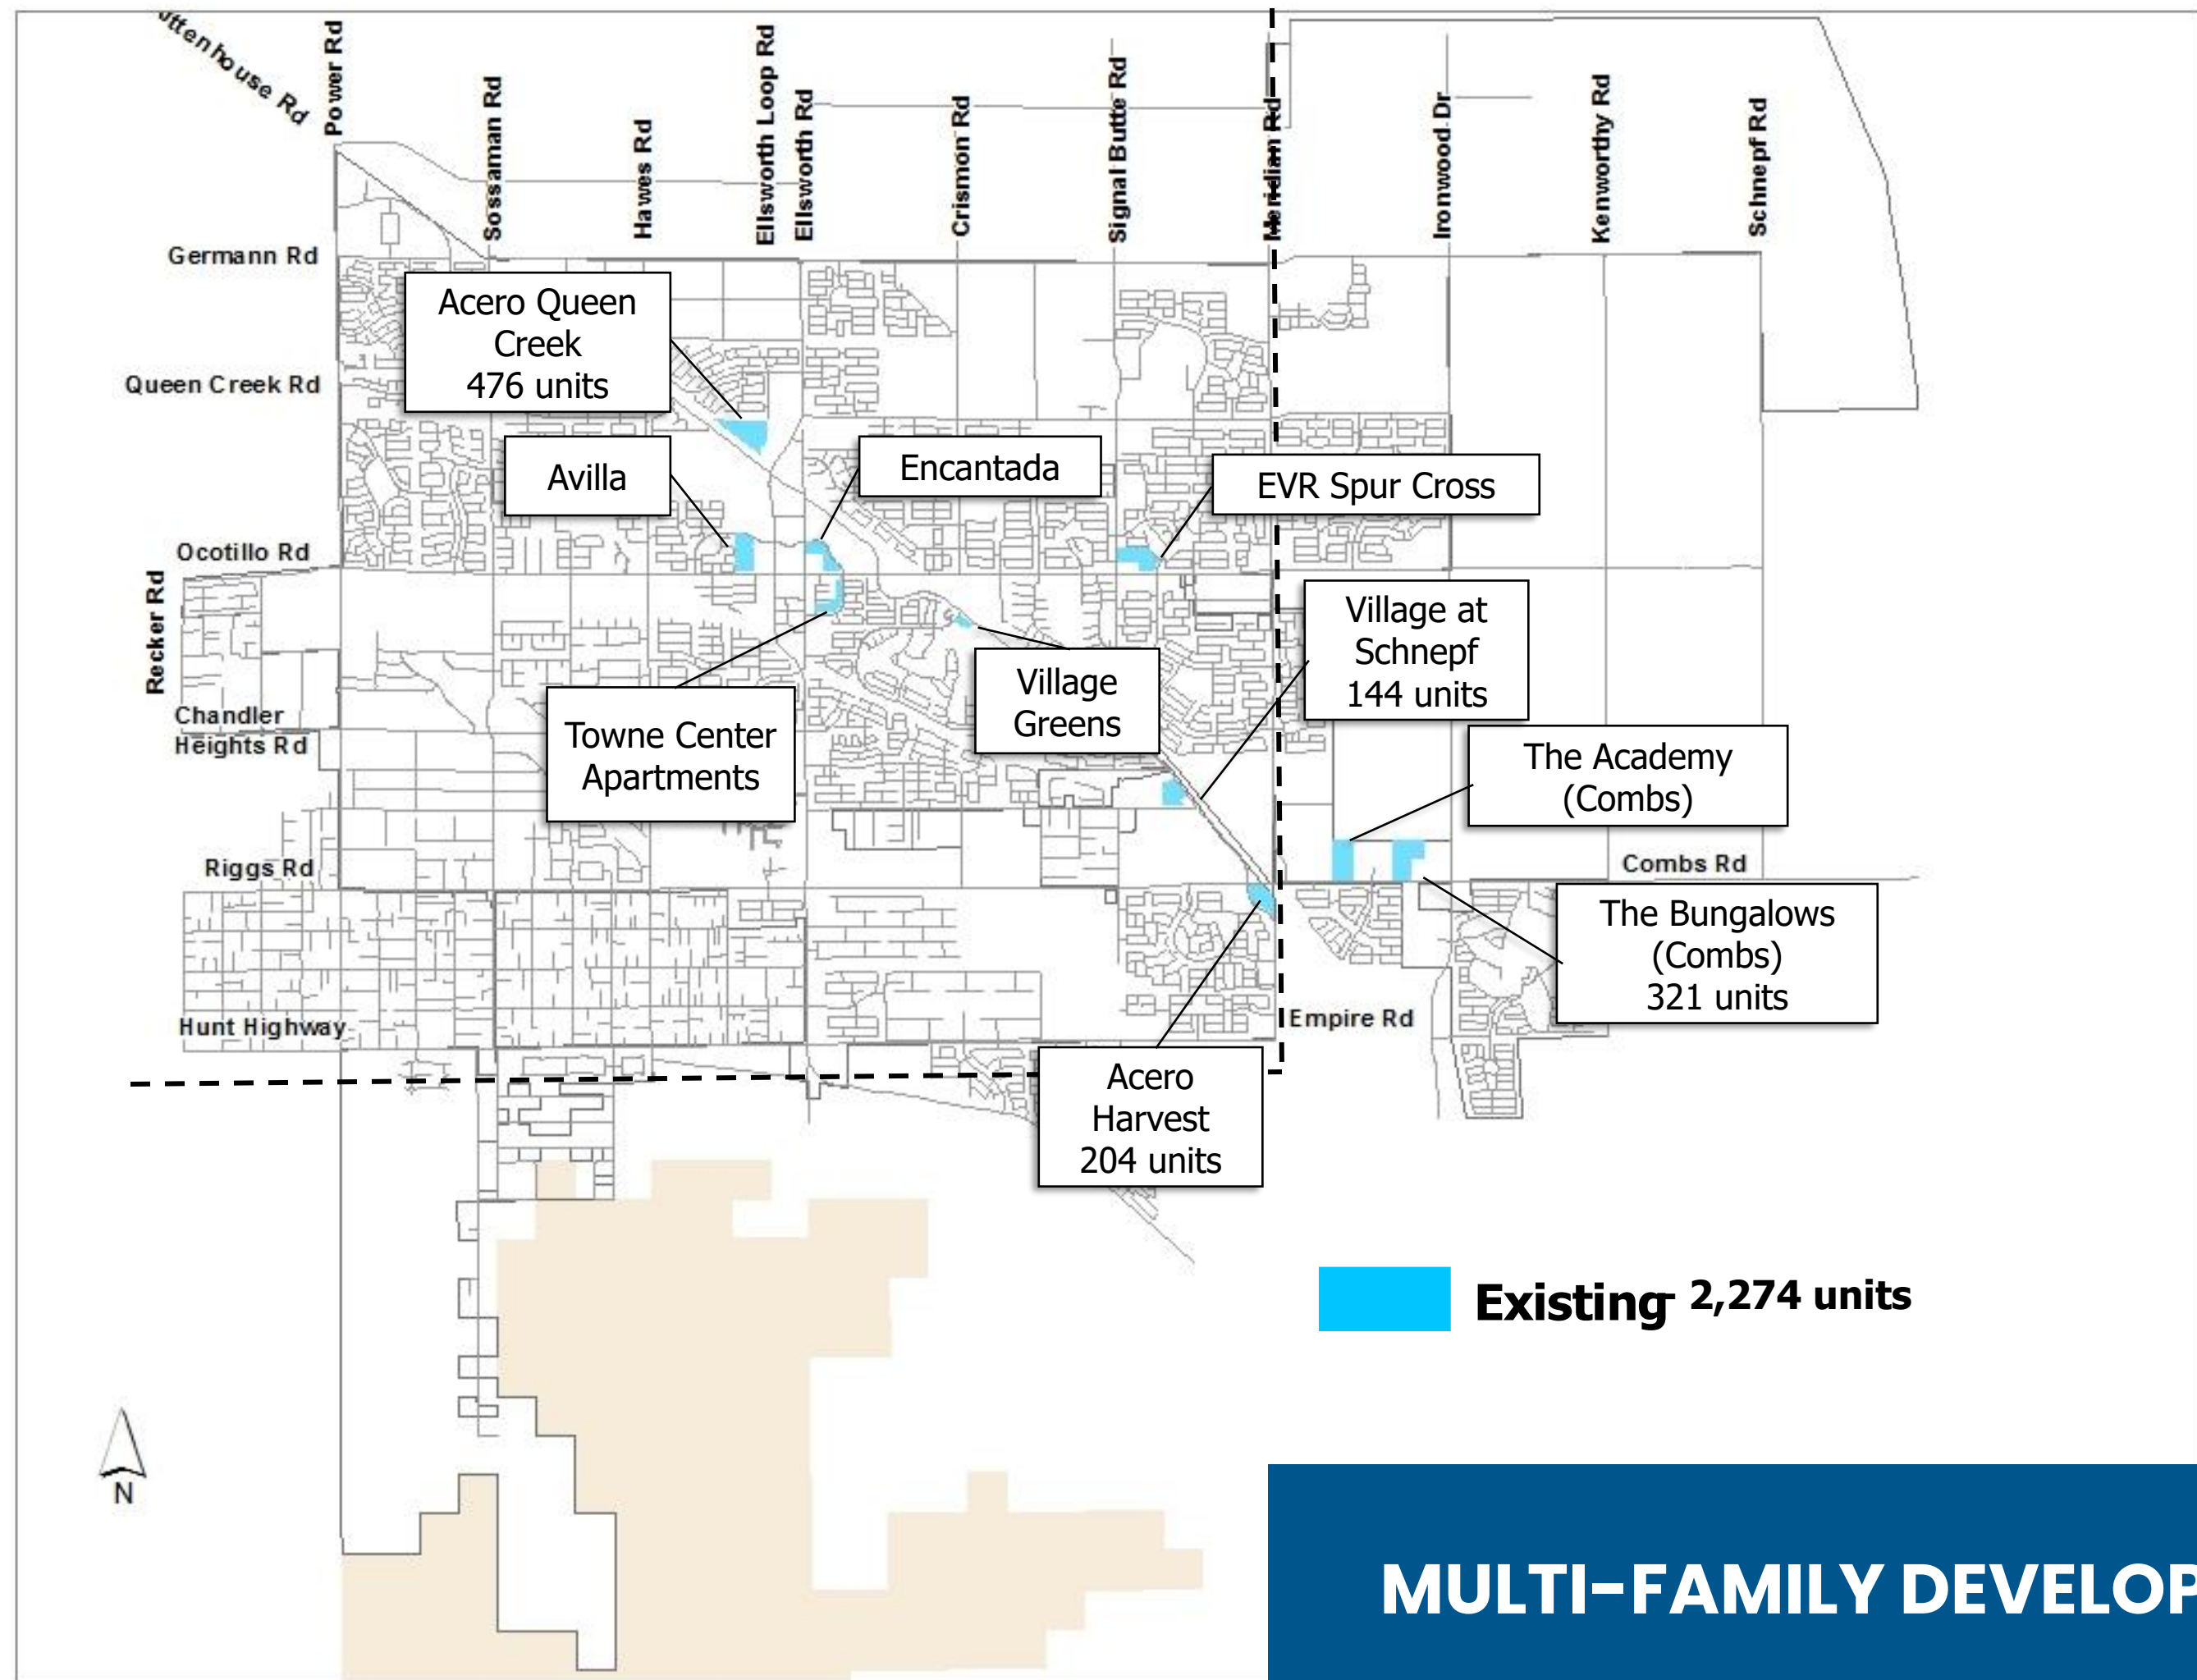 Rd
Power Rd
Sossaman Rd
Hawes Rd
Ellsworth Loop Rd
Ellsworth Rd
Crismon Rd
Signal Butte Rd
Meridian Rd
Ironwood Dr
Kenworthy Rd
Schnepf Rd
Germann Rd
Acero Queen
Creek
476 units
Queen Creek Rd
Avilla
Encantada
EVR Spur Cross
Ocotillo Rd
Recker Rd
Village at
Schnepf
144 units
Village
Greens
Chandler
Heights Rd
Towne Center
Apartments
The Academy
(Combs)
Riggs Rd
Combs Rd
The Bungalows
(Combs)
321 units
Hunt Highway
Empire Rd
Acero
Harvest
204 units
Existing - 2,274 units
N
MULTI-FAMILY DEVELOP